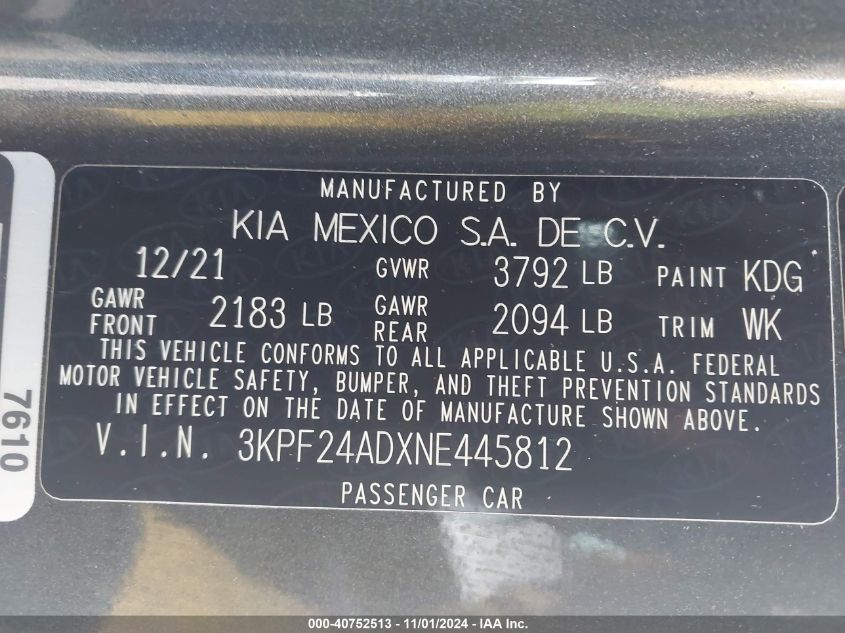 MANUFACTURED BY
KIA MEXICO S.A. DE C.V.
12/21 GVWR 3792 LB PAINT KDG
GAWR FRONT 2183 LB GAWR REAR 2094 LB TRIM WK
THIS VEHICLE CONFORMS TO ALL APPLICABLE U.S.A. FEDERAL
MOTOR VEHICLE SAFETY, BUMPER, AND THEFT PREVENTION STANDARDS
IN EFFECT ON THE DATE OF MANUFACTURE SHOWN ABOVE.
V.I.N. 3KPF24ADXNE445812
PASSENGER CAR
7610
000-40752513 - 11/01/2024 - IAA Inc.